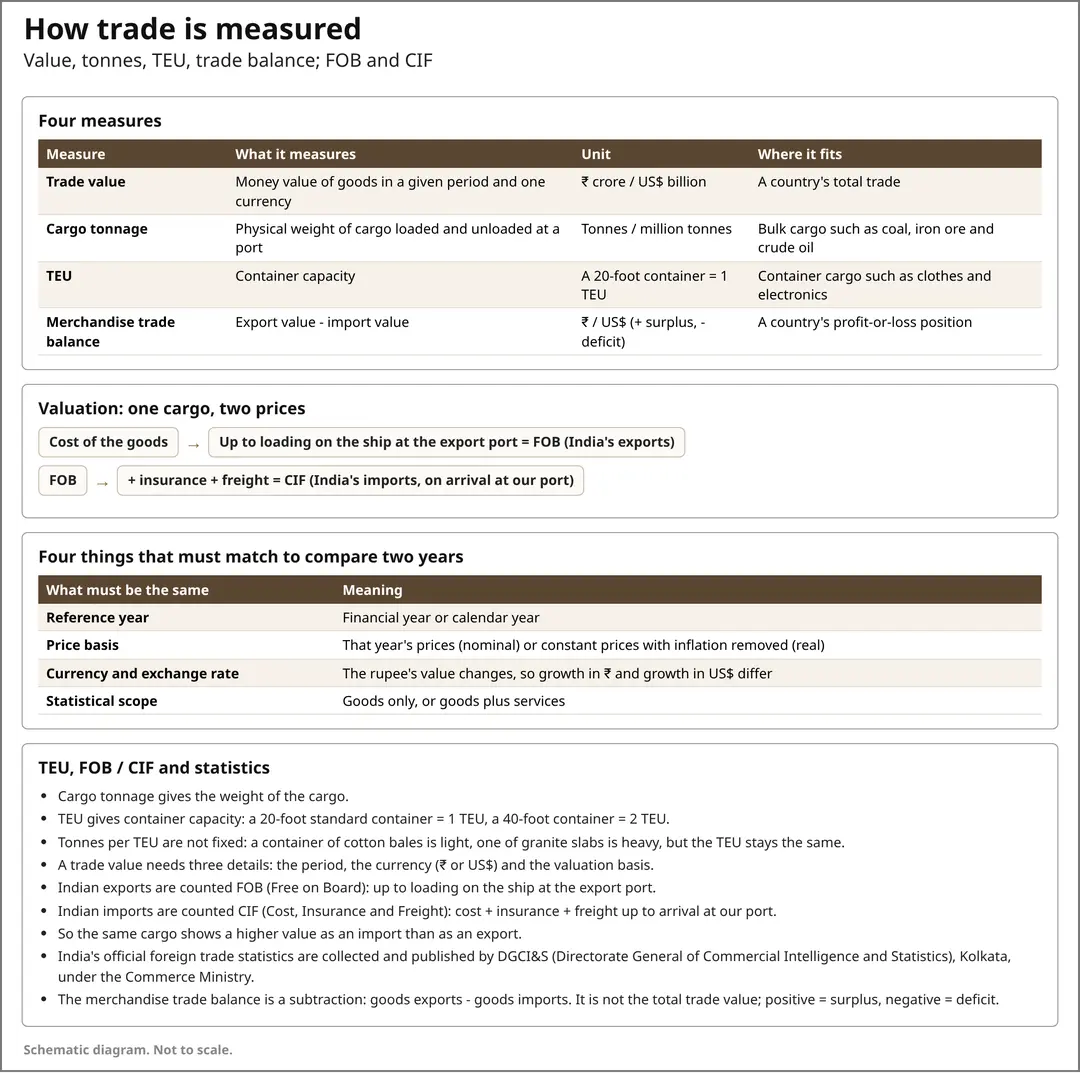 How trade is measured
Value, tonnes, TEU, trade balance; FOB and CIF
Four measures
Measure What it measures Unit Where it fits
Trade value Money value of goods in a given period and one currency ₹ crore / US$ billion A country's total trade
Cargo tonnage Physical weight of cargo loaded and unloaded at a port Tonnes / million tonnes Bulk cargo such as coal, iron ore and crude oil
TEU Container capacity A 20-foot container = 1 TEU Container cargo such as clothes and electronics
Merchandise trade balance Export value - import value ₹ / US$ (+ surplus, - deficit) A country's profit-or-loss position
Valuation: one cargo, two prices
Cost of the goods → Up to loading on the ship at the export port = FOB (India's exports)
FOB → + insurance + freight = CIF (India's imports, on arrival at our port)
Four things that must match to compare two years
What must be the same Meaning
Reference year Financial year or calendar year
Price basis That year's prices (nominal) or constant prices with inflation removed (real)
Currency and exchange rate The rupee's value changes, so growth in ₹ and growth in US$ differ
Statistical scope Goods only, or goods plus services
TEU, FOB / CIF and statistics
• Cargo tonnage gives the weight of the cargo.
• TEU gives container capacity: a 20-foot standard container = 1 TEU, a 40-foot container = 2 TEU.
• Tonnes per TEU are not fixed: a container of cotton bales is light, one of granite slabs is heavy, but the TEU stays the same.
• A trade value needs three details: the period, the currency (₹ or US$) and the valuation basis.
• Indian exports are counted FOB (Free on Board): up to loading on the ship at the export port.
• Indian imports are counted CIF (Cost, Insurance and Freight): cost + insurance + freight up to arrival at our port.
• So the same cargo shows a higher value as an import than as an export.
• India's official foreign trade statistics are collected and published by DGCI&S (Directorate General of Commercial Intelligence and Statistics), Kolkata,
under the Commerce Ministry.
• The merchandise trade balance is a subtraction: goods exports - goods imports. It is not the total trade value; positive = surplus, negative = deficit.
Schematic diagram. Not to scale.